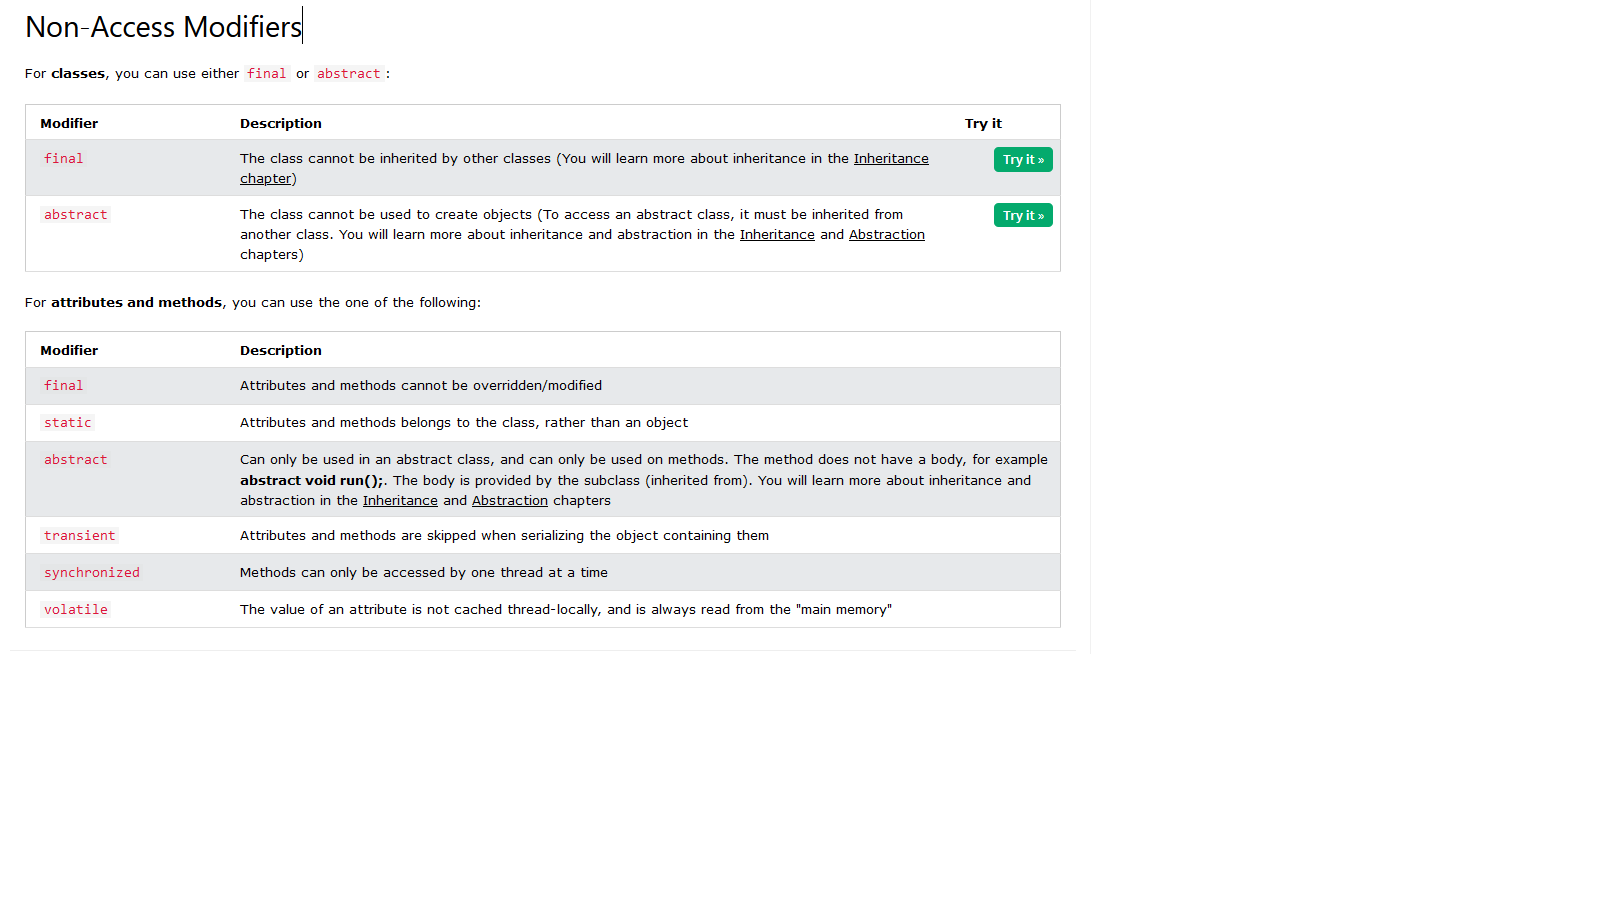 Non-Access Modifiers
For classes, you can use either final or abstract:
Modifier Description Try it
final The class cannot be inherited by other classes (You will learn more about inheritance in the Inheritance Try it »
chapter)
abstract The class cannot be used to create objects (To access an abstract class, it must be inherited from Try it »
another class. You will learn more about inheritance and abstraction in the Inheritance and Abstraction
chapters)
For attributes and methods, you can use the one of the following:
Modifier Description
final Attributes and methods cannot be overridden/modified
static Attributes and methods belongs to the class, rather than an object
abstract Can only be used in an abstract class, and can only be used on methods. The method does not have a body, for example
abstract void run();. The body is provided by the subclass (inherited from). You will learn more about inheritance and
abstraction in the Inheritance and Abstraction chapters
transient Attributes and methods are skipped when serializing the object containing them
synchronized Methods can only be accessed by one thread at a time
volatile The value of an attribute is not cached thread-locally, and is always read from the "main memory"